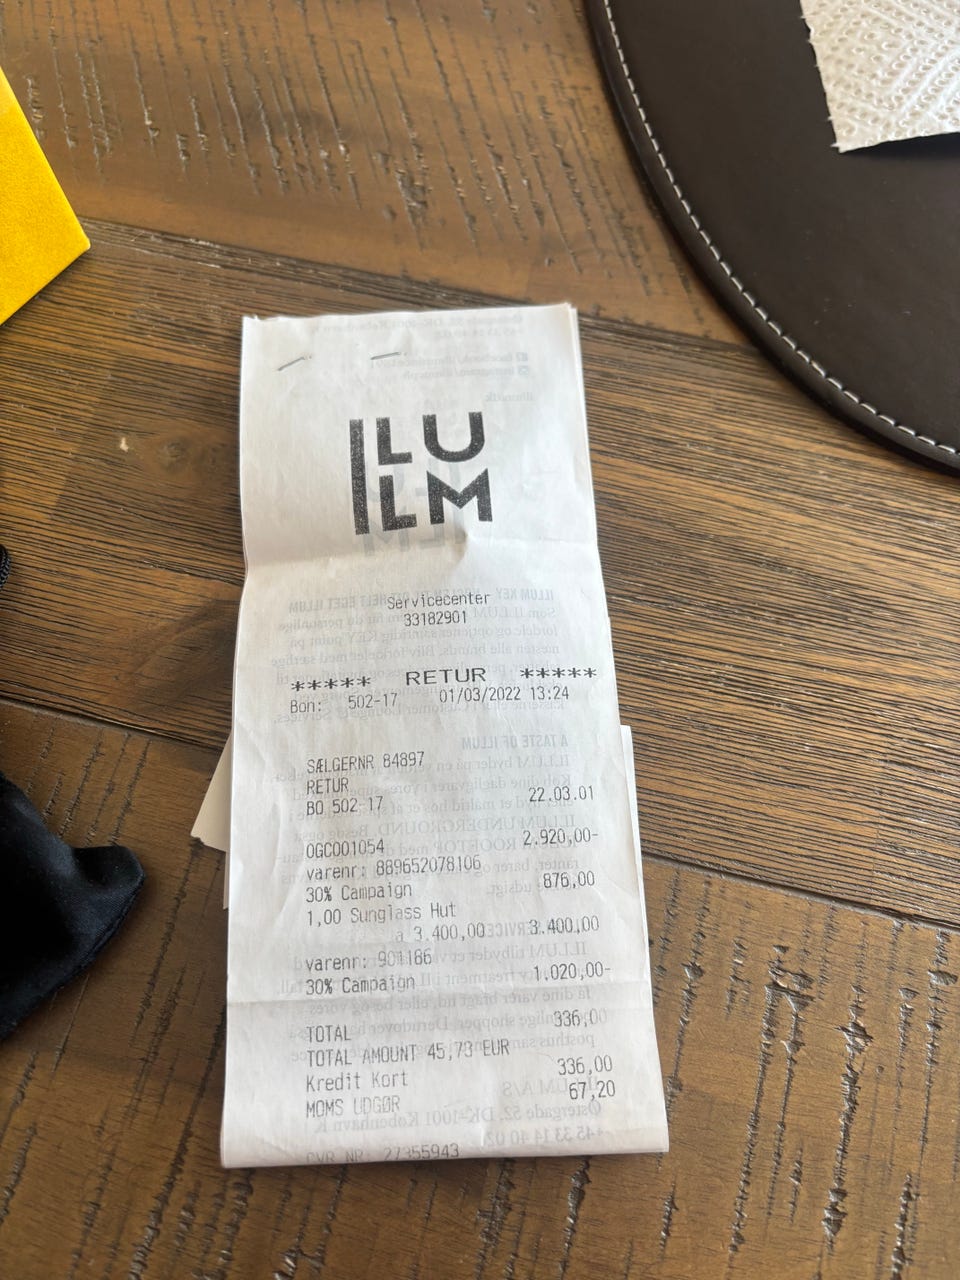 ILLUM
Servicecenter
33182901
***** RETUR *****
Bon: 502-17 01/03/2022 13:24
SÆLGERNR 84897
RETUR
BO 502-17 22.03.01
OGC001054 2.920,00-
varenr: 889652078106
30% Campaign 876,00
1,00 Sunglass Hut
a 3.400,00 3.400,00
varenr: 901186
30% Campaign 1.020,00-
TOTAL 336,00
TOTAL AMOUNT 45,73 EUR
Kredit Kort 336,00
MOMS UDGØR 67,20
CVR NR 27355943